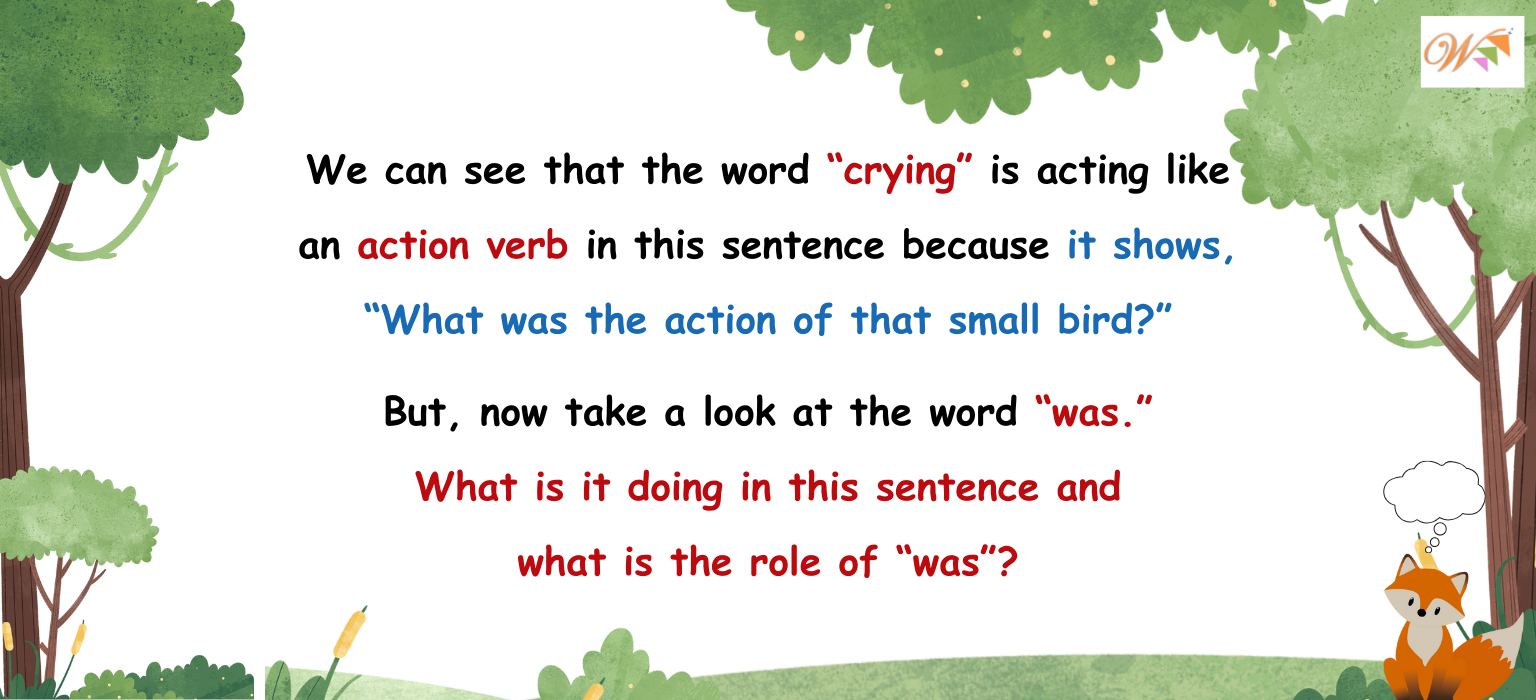 We can see that the word “crying” is acting like
an action verb in this sentence because it shows,
“What was the action of that small bird?”
But, now take a look at the word “was.”
What is it doing in this sentence and
what is the role of “was”?
W